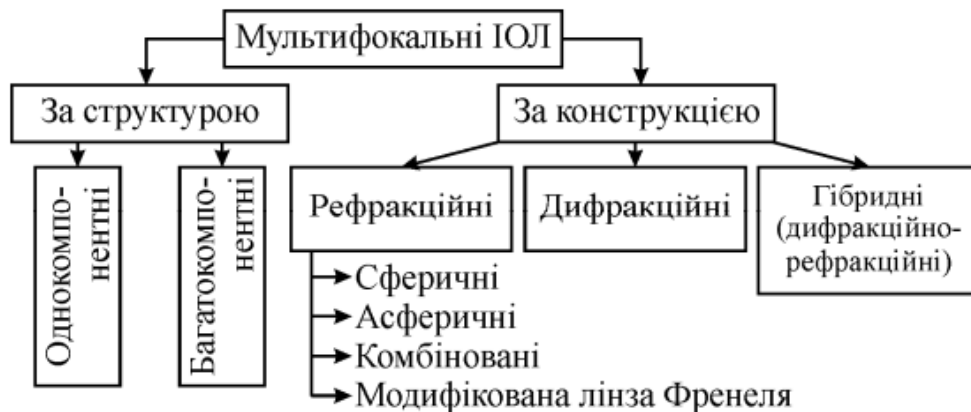 Мультифокальні ІОЛ
За структурою
За конструкцією
Однокомпо-
нентні
Багатокомпо-
нентні
Рефракційні
Дифракційні
Гібридні
(дифракційно-
рефракційні)
Сферичні
Асферичні
Комбіновані
Модифікована лінза Френеля